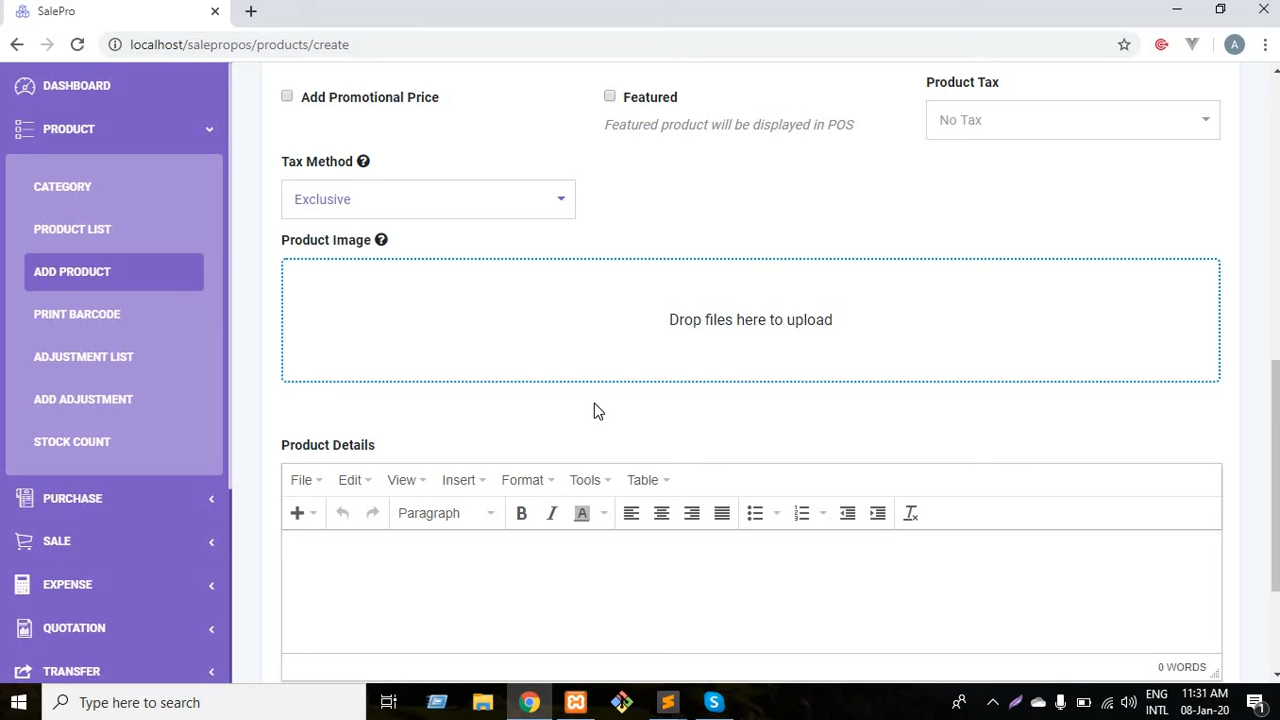 SalePro
localhost/salepropos/products/create
A
DASHBOARD
PRODUCT
CATEGORY
PRODUCT LIST
ADD PRODUCT
PRINT BARCODE
ADJUSTMENT LIST
ADD ADJUSTMENT
STOCK COUNT
PURCHASE
SALE
EXPENSE
QUOTATION
TRANSFER
Add Promotional Price
Featured
Featured product will be displayed in POS
Product Tax
No Tax
Tax Method
Exclusive
Product Image
Drop files here to upload
Product Details
File Edit View Insert Format Tools Table
Paragraph B I A
0 WORDS
Type here to search
ENG
INTL
11:31 AM
08-Jan-20
1